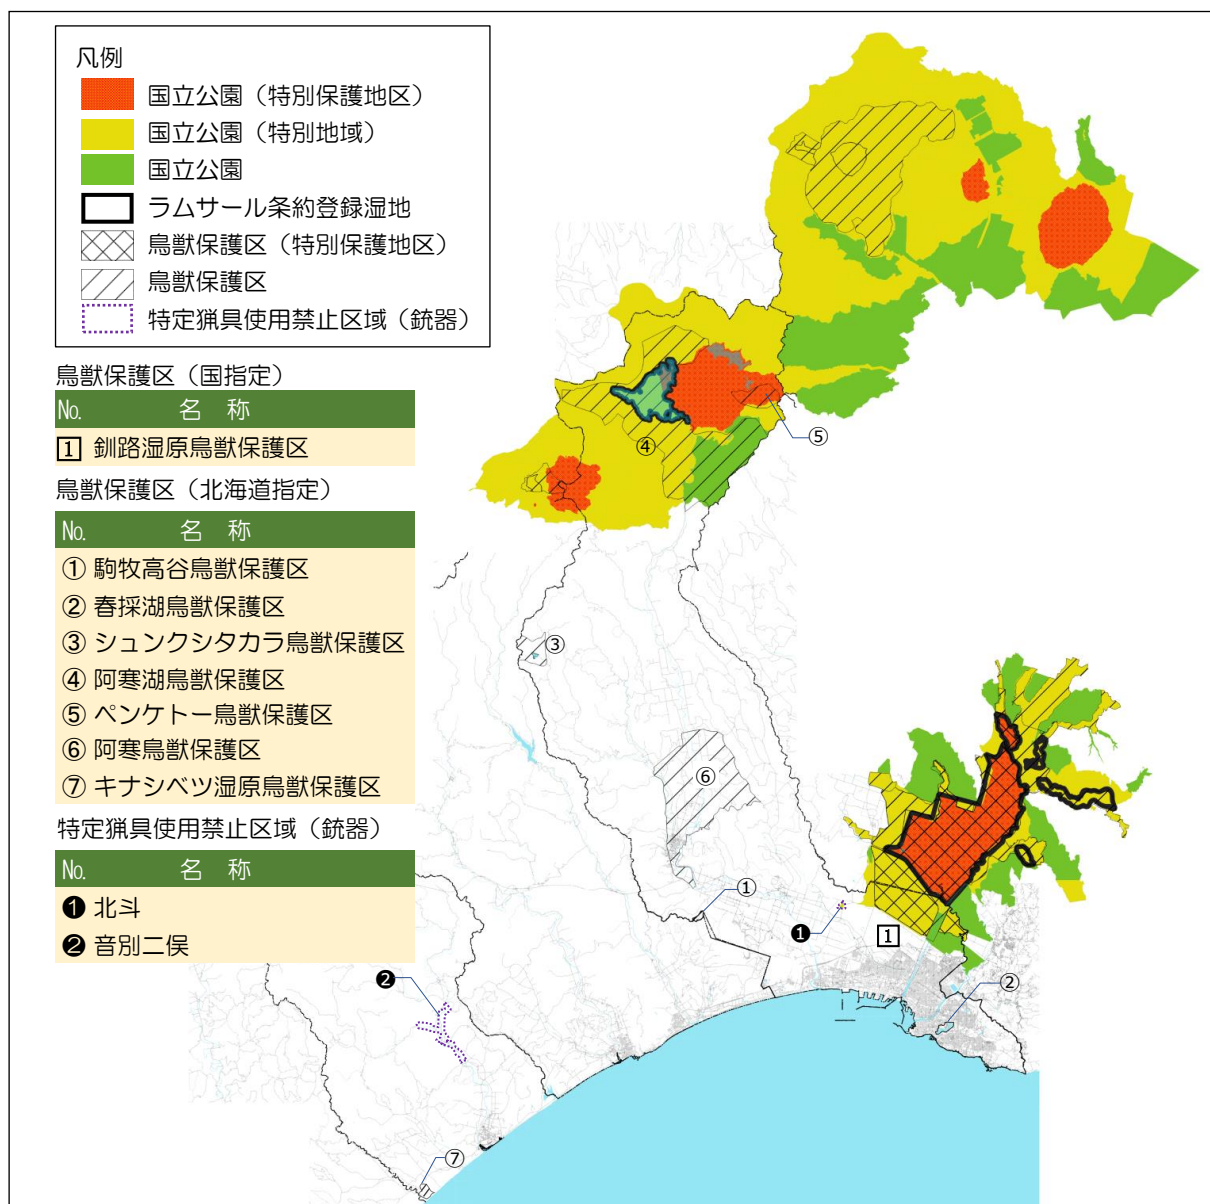 凡例
国立公園（特別保護地区）
国立公園（特別地域）
国立公園
ラムサール条約登録湿地
鳥獣保護区（特別保護地区）
鳥獣保護区
特定猟具使用禁止区域（銃器）
鳥獣保護区（国指定）
No. 名 称
1 釧路湿原鳥獣保護区
鳥獣保護区（北海道指定）
No. 名 称
① 駒牧高谷鳥獣保護区
② 春採湖鳥獣保護区
③ シュンクシタカラ鳥獣保護区
④ 阿寒湖鳥獣保護区
⑤ ペンケトー鳥獣保護区
⑥ 阿寒鳥獣保護区
⑦ キナシベツ湿原鳥獣保護区
特定猟具使用禁止区域（銃器）
No. 名 称
❶ 北斗
❷ 音別二俣
④
⑤
③
⑥
①
❶
1
❷
②
⑦